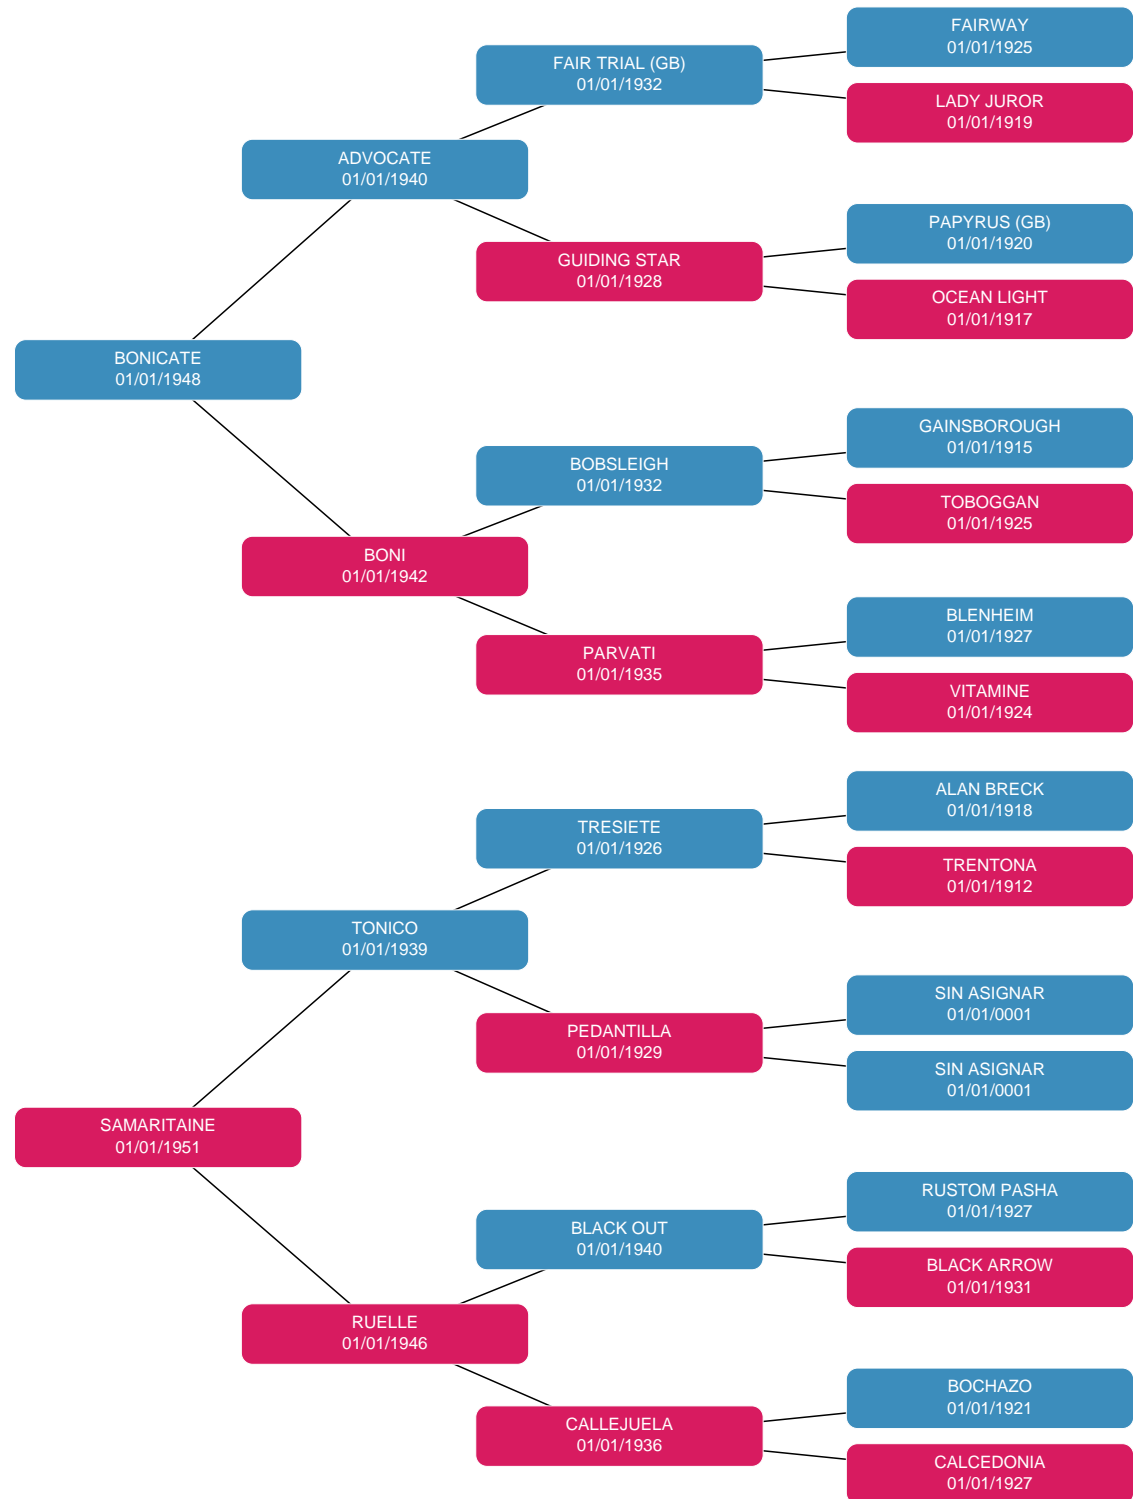 FAIRWAY
01/01/1925
FAIR TRIAL (GB)
01/01/1932
LADY JUROR
01/01/1919
ADVOCATE
01/01/1940
PAPYRUS (GB)
01/01/1920
GUIDING STAR
01/01/1928
OCEAN LIGHT
01/01/1917
BONICATE
01/01/1948
GAINSBOROUGH
01/01/1915
BOBSLEIGH
01/01/1932
TOBOGGAN
01/01/1925
BONI
01/01/1942
BLENHEIM
01/01/1927
PARVATI
01/01/1935
VITAMINE
01/01/1924
ALAN BRECK
01/01/1918
TRESIETE
01/01/1926
TRENTONA
01/01/1912
TONICO
01/01/1939
SIN ASIGNAR
01/01/0001
PEDANTILLA
01/01/1929
SIN ASIGNAR
01/01/0001
SAMARITAINE
01/01/1951
RUSTOM PASHA
01/01/1927
BLACK OUT
01/01/1940
BLACK ARROW
01/01/1931
RUELLE
01/01/1946
BOCHAZO
01/01/1921
CALLEJUELA
01/01/1936
CALCEDONIA
01/01/1927